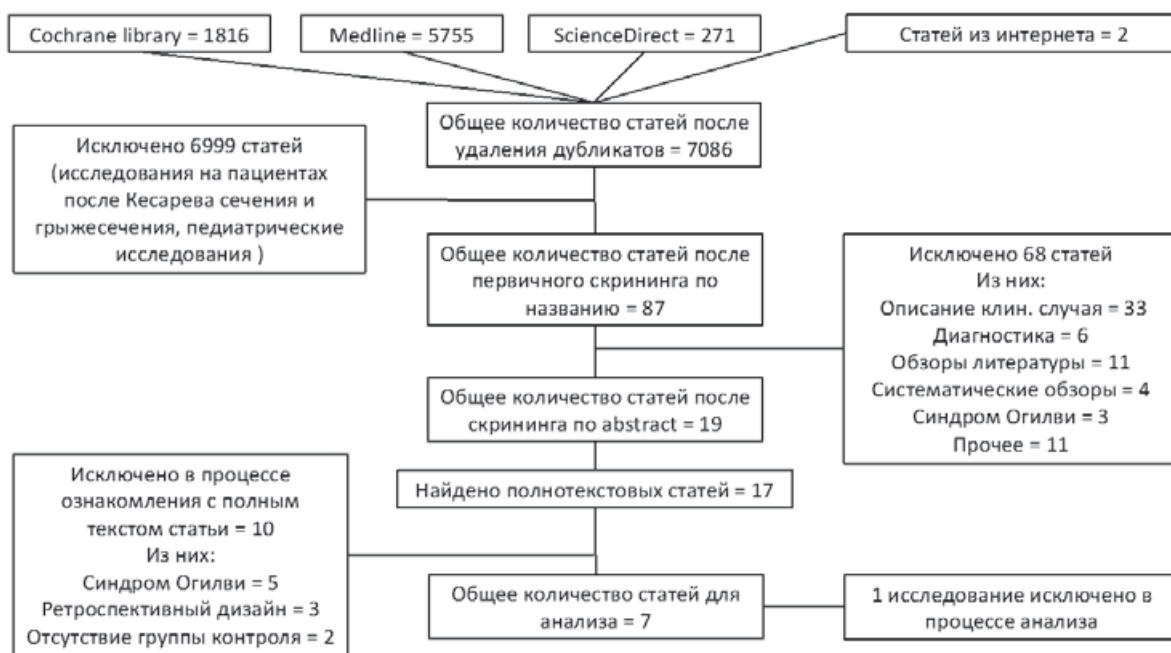 Cochrane library = 1816
Medline = 5755
ScienceDirect = 271
Статей из интернета = 2
Общее количество статей после
удаления дубликатов = 7086
Исключено 6999 статей
(исследования на пациентах
после Кесарева сечения и
грыжесечения, педиатрические
исследования )
Общее количество статей после
первичного скрининга по
названию = 87
Исключено 68 статей
Из них:
Описание клин. случая = 33
Диагностика = 6
Обзоры литературы = 11
Систематические обзоры = 4
Синдром Огилви = 3
Прочее = 11
Общее количество статей после
скрининга по abstract = 19
Найдено полнотекстовых статей = 17
Исключено в процессе
ознакомления с полным
текстом статьи = 10
Из них:
Синдром Огилви = 5
Ретроспективный дизайн = 3
Отсутствие группы контроля = 2
Общее количество статей для
анализа = 7
1 исследование исключено в
процессе анализа